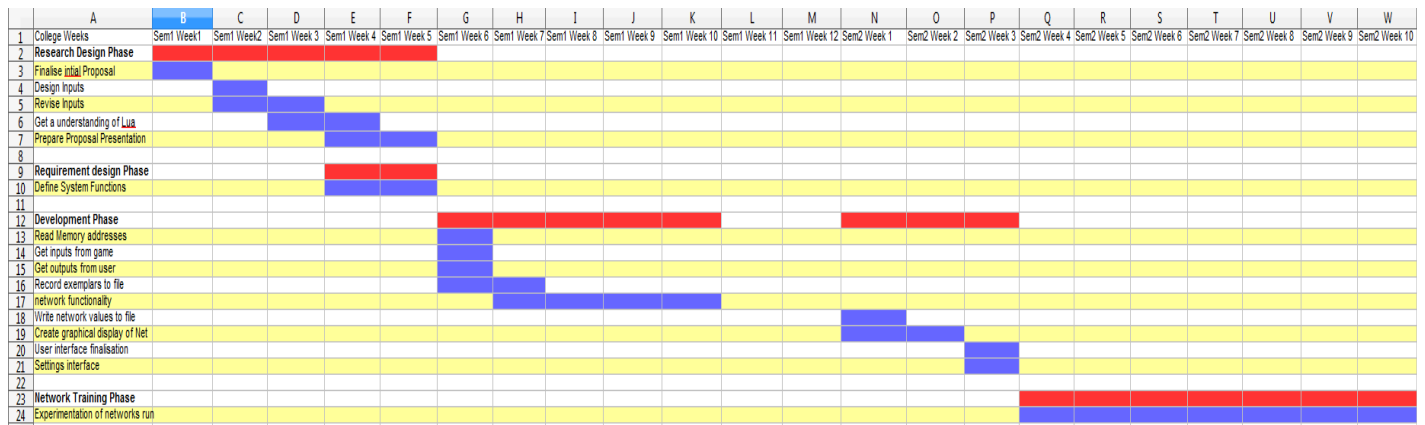 A B C D E F G H I J K L M N O P Q R S T U V W
1 College Weeks Sem1 Week1 Sem1 Week2 Sem1 Week 3 Sem1 Week 4 Sem1 Week 5 Sem1 Week 6 Sem1 Week 7 Sem1 Week 8 Sem1 Week 9 Sem1 Week 10 Sem1 Week 11 Sem1 Week 12 Sem2 Week 1 Sem2 Week 2 Sem2 Week 3 Sem2 Week 4 Sem2 Week 5 Sem2 Week 6 Sem2 Week 7 Sem2 Week 8 Sem2 Week 9 Sem2 Week 10
2 Research Design Phase
3 Finalise intial Proposal
4 Design Inputs
5 Revise Inputs
6 Get a understanding of Lua
7 Prepare Proposal Presentation
8
9 Requirement design Phase
10 Define System Functions
11
12 Development Phase
13 Read Memory addresses
14 Get inputs from game
15 Get outputs from user
16 Record exemplars to file
17 network functionality
18 Write network values to file
19 Create graphical display of Net
20 User interface finalisation
21 Settings interface
22
23 Network Training Phase
24 Experimentation of networks run